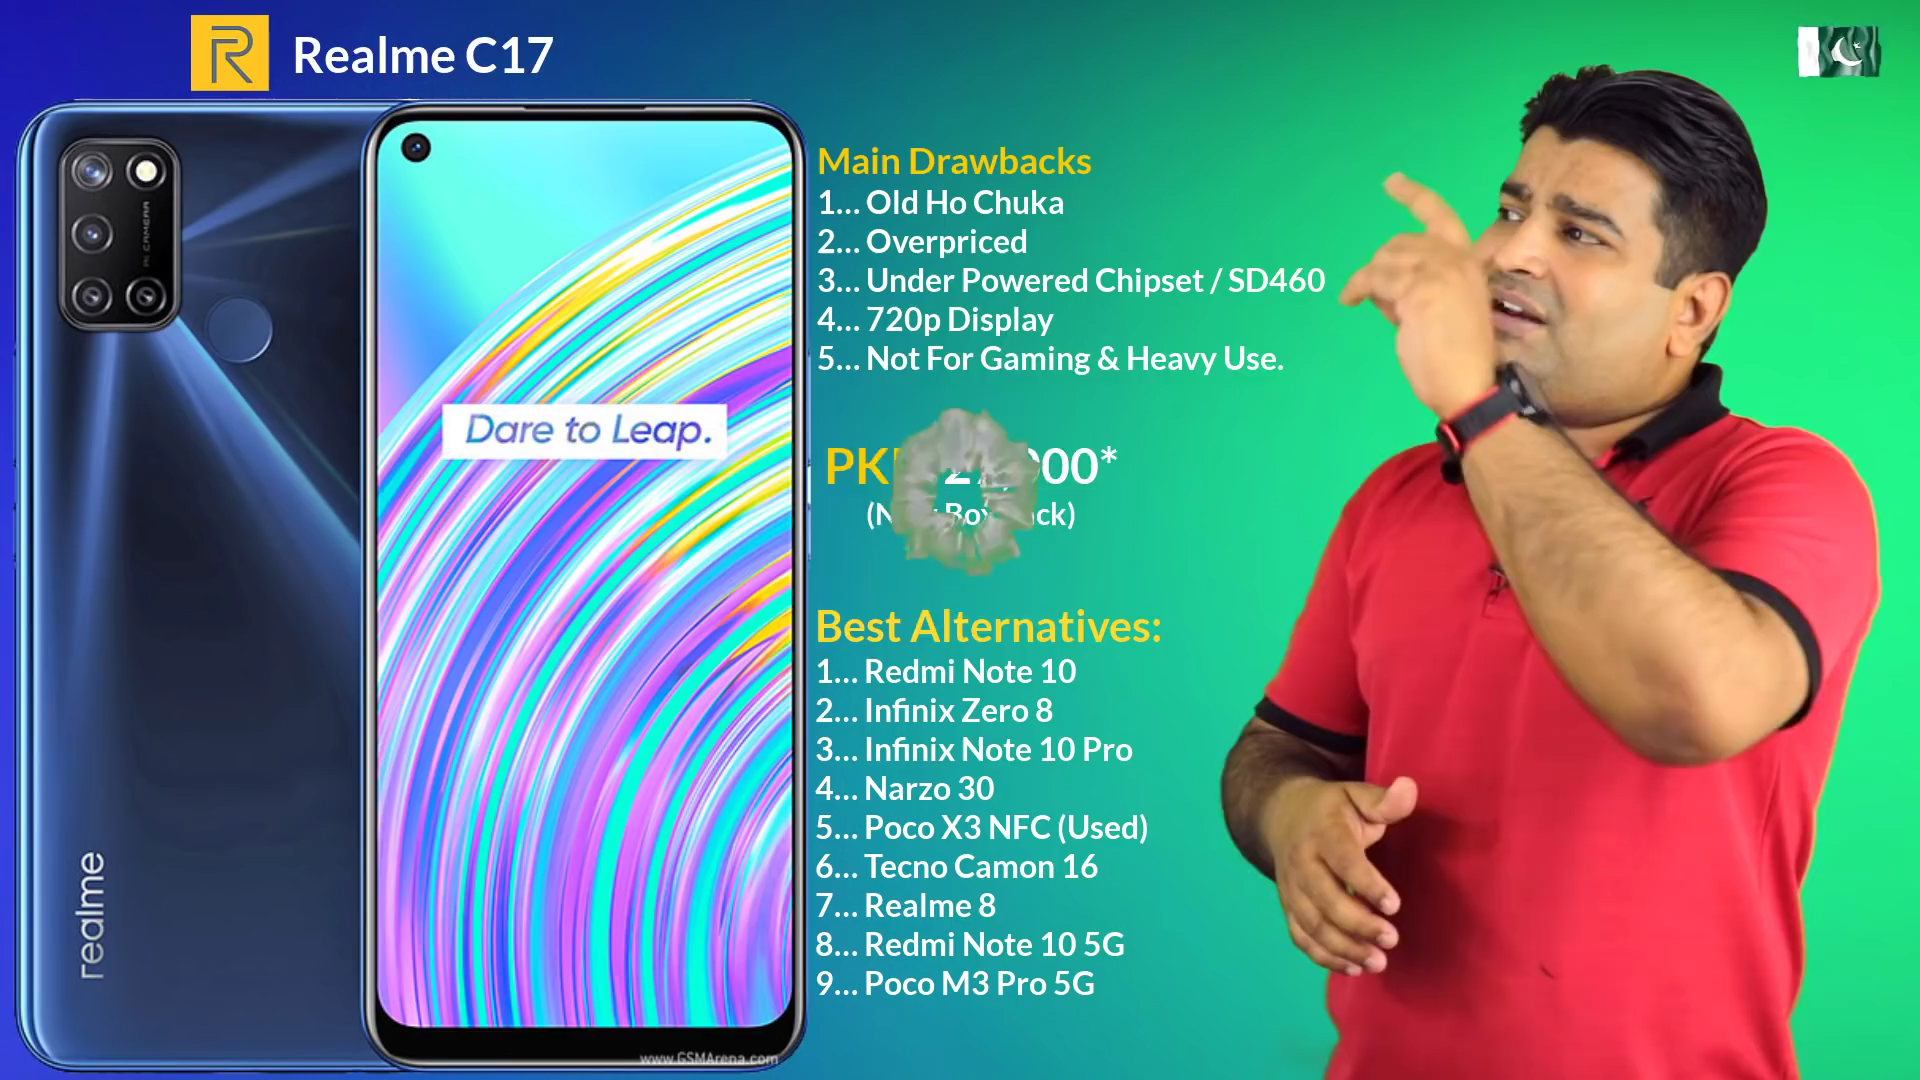 Realme C17
AI CAMERA
Dare to Leap.
realme
www.GSMArena.com
Main Drawbacks
1... Old Ho Chuka
2... Overpriced
3... Under Powered Chipset / SD460
4... 720p Display
5... Not For Gaming & Heavy Use.
Best Alternatives:
1... Redmi Note 10
2... Infinix Zero 8
3... Infinix Note 10 Pro
4... Narzo 30
5... Poco X3 NFC (Used)
6... Tecno Camon 16
7... Realme 8
8... Redmi Note 10 5G
9... Poco M3 Pro 5G